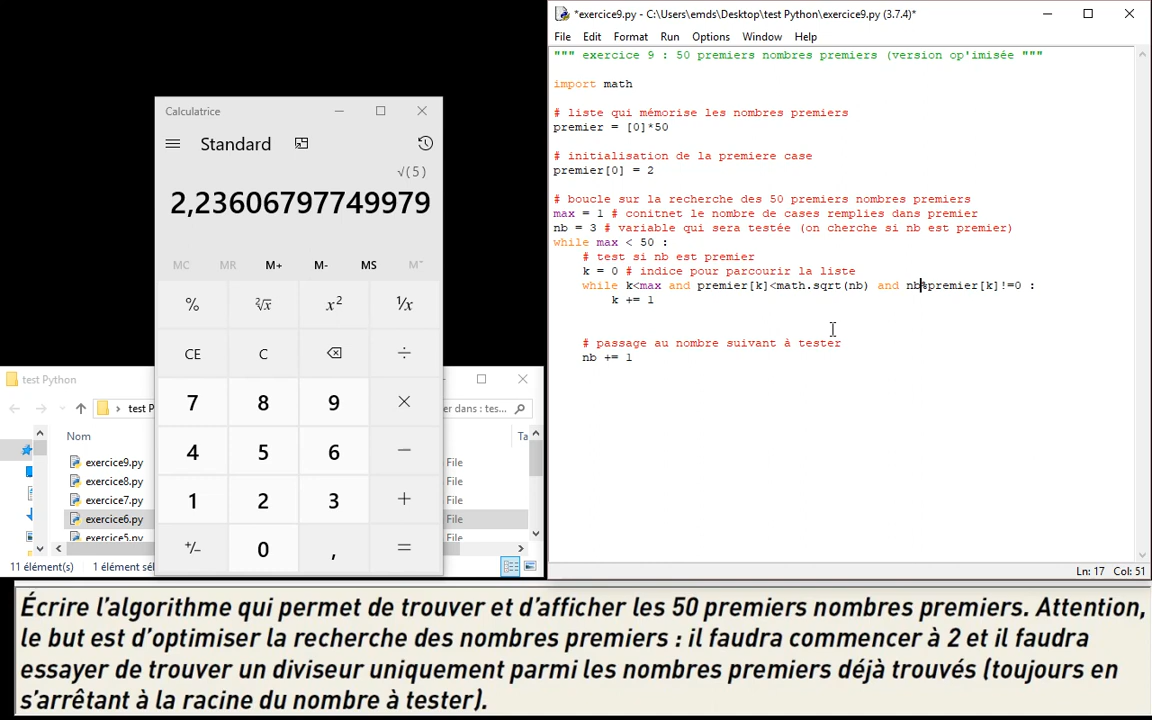 Calculatrice
Standard
√(5)
2,23606797749979
MC MR M+ M- MS M˅
% ²√x x² ¹/x
CE C ⌫ ÷
7 8 9 ×
4 5 6 −
1 2 3 +
+/- 0 , =
test Python
test P
er dans : tes...
Nom
Ta
exercice9.py
File
exercice8.py
File
exercice7.py
File
exercice6.py
File
exercice5.py
File
11 élément(s)
1 élément sél
*exercice9.py - C:\Users\emds\Desktop\test Python\exercice9.py (3.7.4)*
File Edit Format Run Options Window Help
""" exercice 9 : 50 premiers nombres premiers (version op'imisée """
import math
# liste qui mémorise les nombres premiers
premier = [0]*50
# initialisation de la premiere case
premier[0] = 2
# boucle sur la recherche des 50 premiers nombres premiers
max = 1 # conitnet le nombre de cases remplies dans premier
nb = 3 # variable qui sera testée (on cherche si nb est premier)
while max < 50 :
# test si nb est premier
k = 0 # indice pour parcourir la liste
while k<max and premier[k]<math.sqrt(nb) and nb%premier[k]!=0 :
k += 1
# passage au nombre suivant à tester
nb += 1
Ln: 17 Col: 51
Écrire l'algorithme qui permet de trouver et d'afficher les 50 premiers nombres premiers. Attention,
le but est d'optimiser la recherche des nombres premiers : il faudra commencer à 2 et il faudra
essayer de trouver un diviseur uniquement parmi les nombres premiers déjà trouvés (toujours en
s'arrêtant à la racine du nombre à tester).